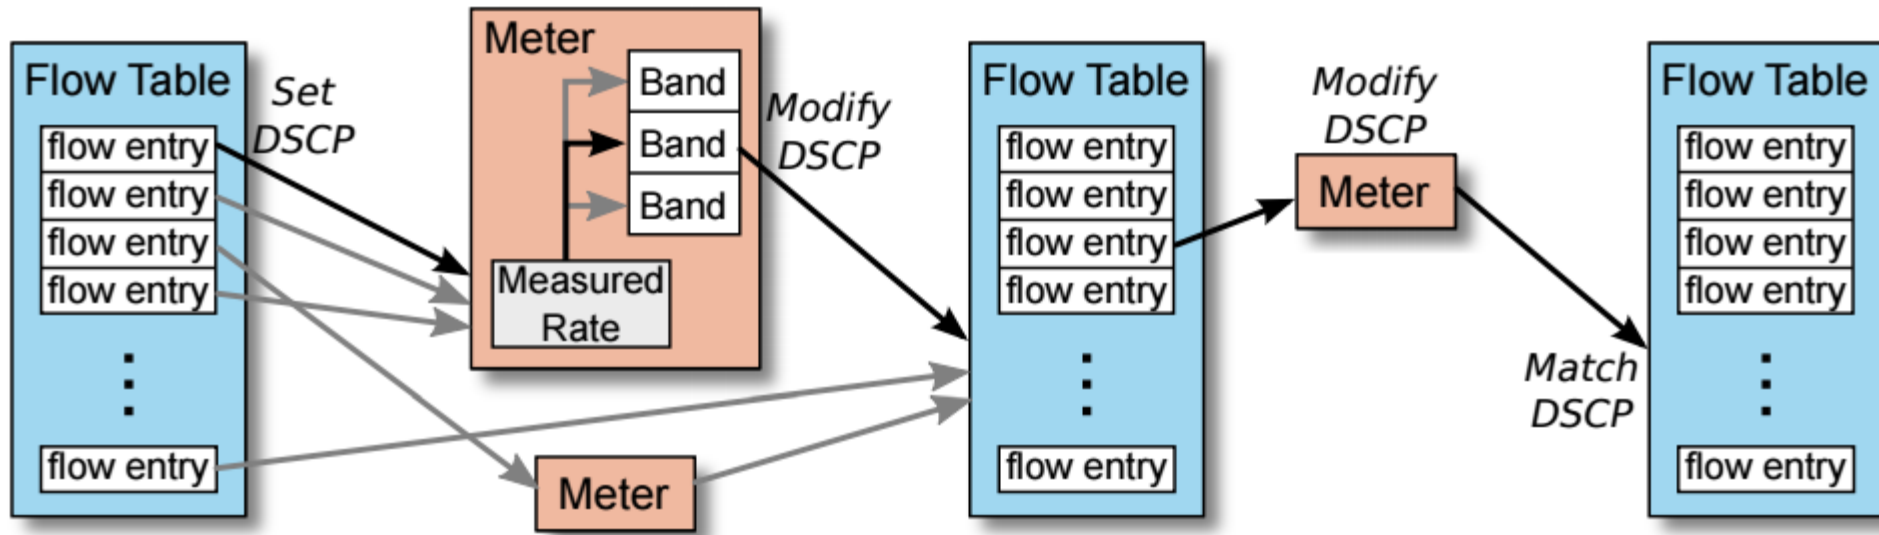 Flow Table
flow entry
flow entry
flow entry
flow entry
flow entry
Set
DSCP
Meter
Band
Band
Band
Measured
Rate
Modify
DSCP
Meter
Flow Table
flow entry
flow entry
flow entry
flow entry
flow entry
Modify
DSCP
Meter
Match
DSCP
Flow Table
flow entry
flow entry
flow entry
flow entry
flow entry